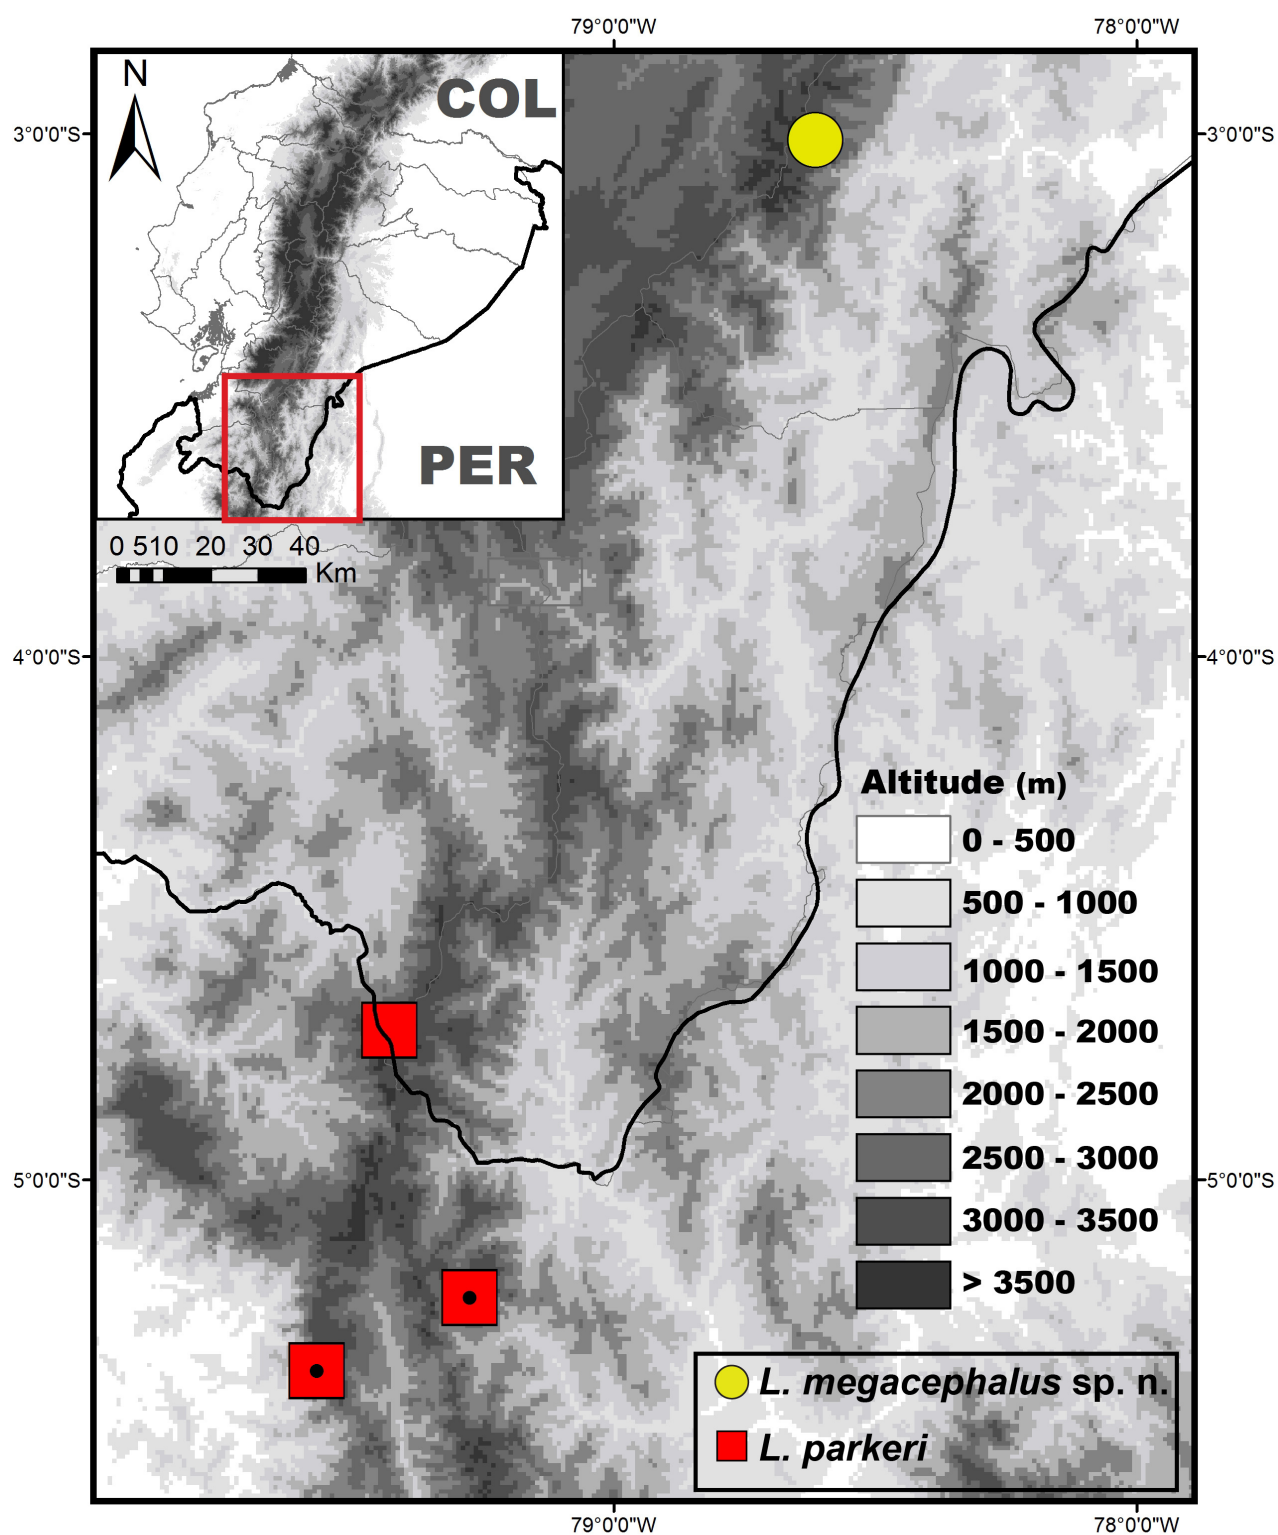 79°0'0"W
78°0'0"W
N
COL
3°0'0"S
3°0'0"S
PER
0 5 10 20 30 40
Km
4°0'0"S
4°0'0"S
Altitude (m)
0 - 500
500 - 1000
1000 - 1500
1500 - 2000
2000 - 2500
2500 - 3000
3000 - 3500
> 3500
5°0'0"S
5°0'0"S
L. megacephalus sp. n.
L. parkeri
79°0'0"W
78°0'0"W